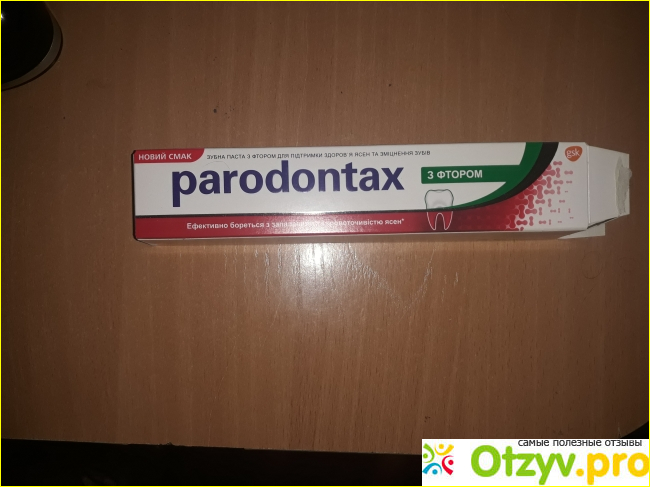 НОВИЙ СМАК
ЗУБНА ПАСТА З ФТОРОМ ДЛЯ ПІДТРИМКИ ЗДОРОВ'Я ЯСЕН ТА ЗМІЦНЕННЯ ЗУБІВ
gsk
parodontax
З ФТОРОМ
Ефективно бореться з кровоточивістю ясен*
самые полезные отзывы
Otzyv.pro